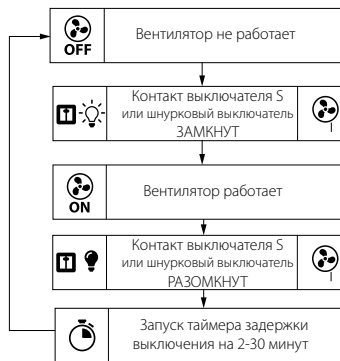 OFF
Вентилятор не работает
Контакт выключателя S
или шнурковый выключатель
ЗАМКНУТ
ON
Вентилятор работает
Контакт выключателя S
или шнурковый выключатель
РАЗОМКНУТ
Запуск таймера задержки
выключения на 2-30 минут